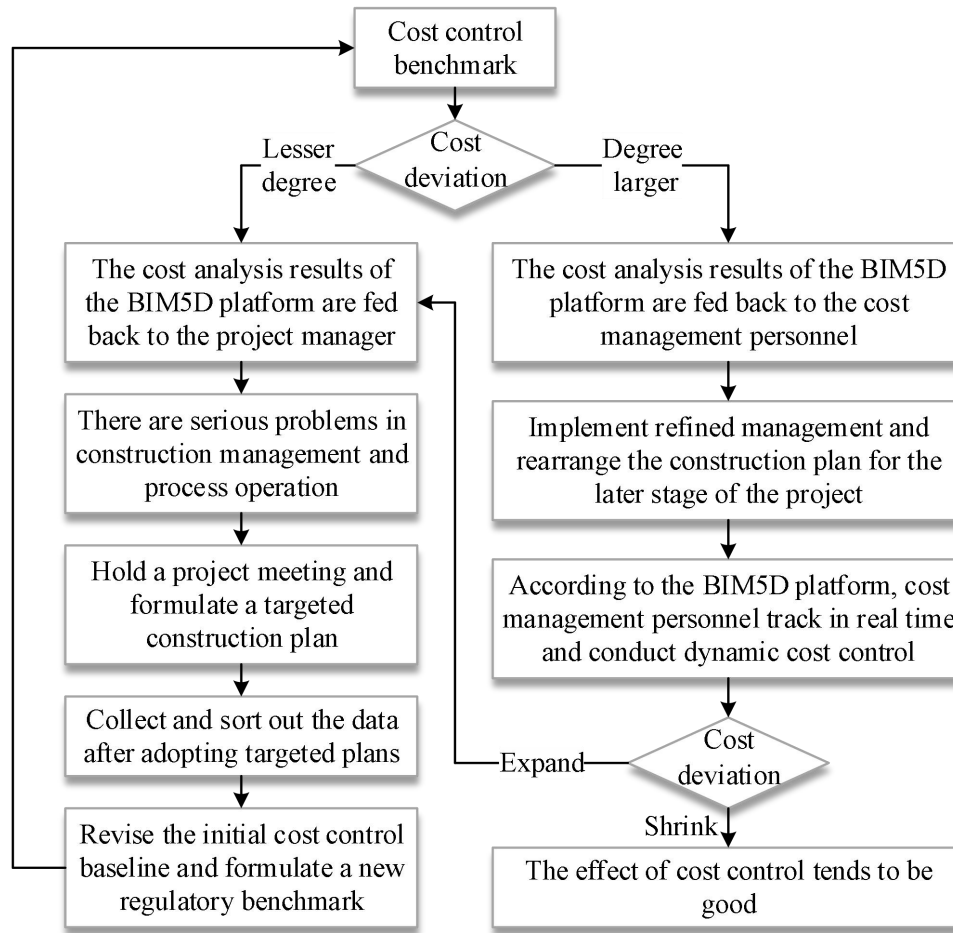 Cost control
benchmark
Cost
deviation
Lesser
degree
Degree
larger
The cost analysis results of
the BIM5D platform are fed
back to the project manager
There are serious problems in
construction management and
process operation
Hold a project meeting and
formulate a targeted
construction plan
Collect and sort out the data
after adopting targeted plans
Revise the initial cost control
baseline and formulate a new
regulatory benchmark
The cost analysis results of the BIM5D
platform are fed back to the cost
management personnel
Implement refined management and
rearrange the construction plan for the
later stage of the project
According to the BIM5D platform, cost
management personnel track in real time
and conduct dynamic cost control
Cost
deviation
Expand
Shrink
The effect of cost control tends to be
good